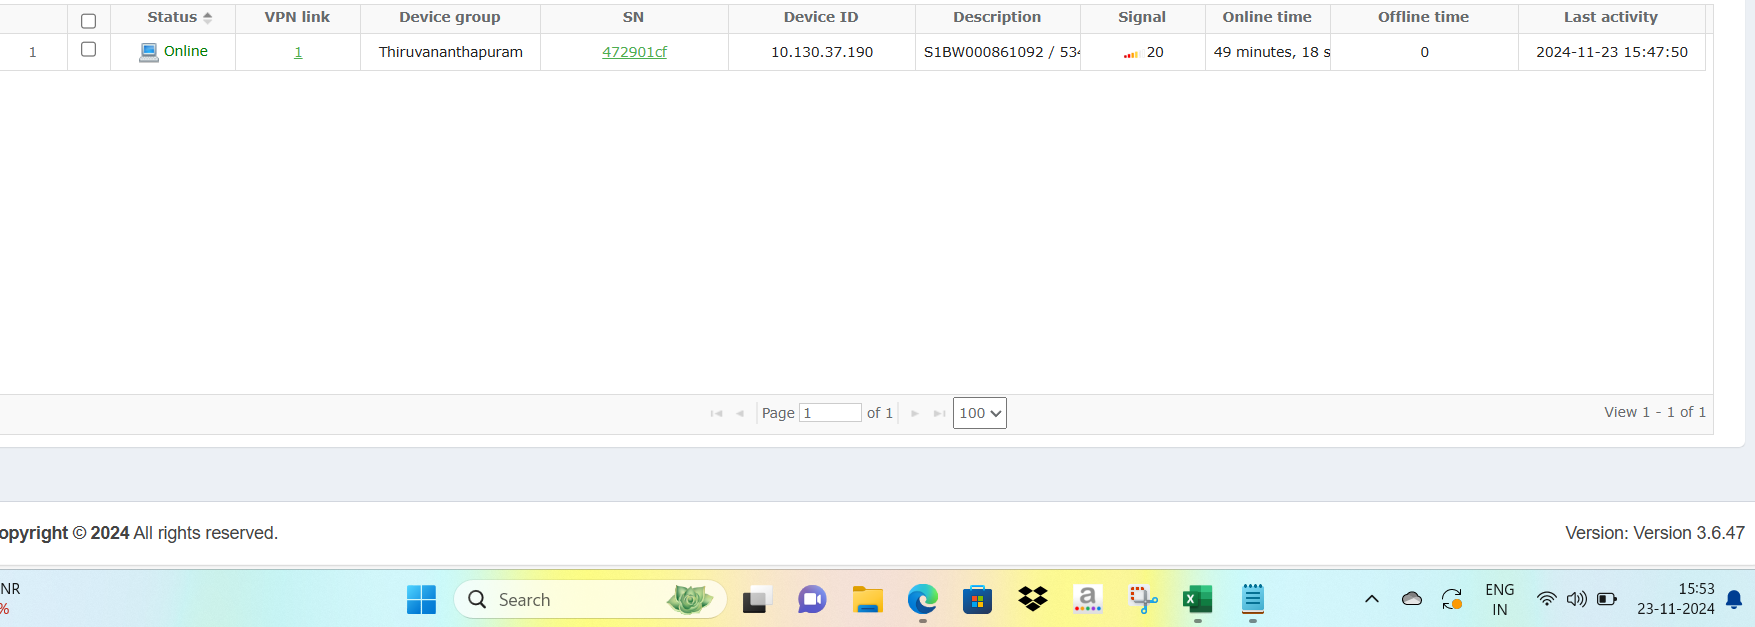 Status VPN link Device group SN Device ID Description Signal Online time Offline time Last activity
1 Online 1 Thiruvananthapuram 472901cf 10.130.37.190 S1BW000861092 / 534 20 49 minutes, 18 s 0 2024-11-23 15:47:50
Page 1 of 1 100 View 1 - 1 of 1
opyright © 2024 All rights reserved. Version: Version 3.6.47
NR
%
Search
a
X
ENG
IN
15:53
23-11-2024